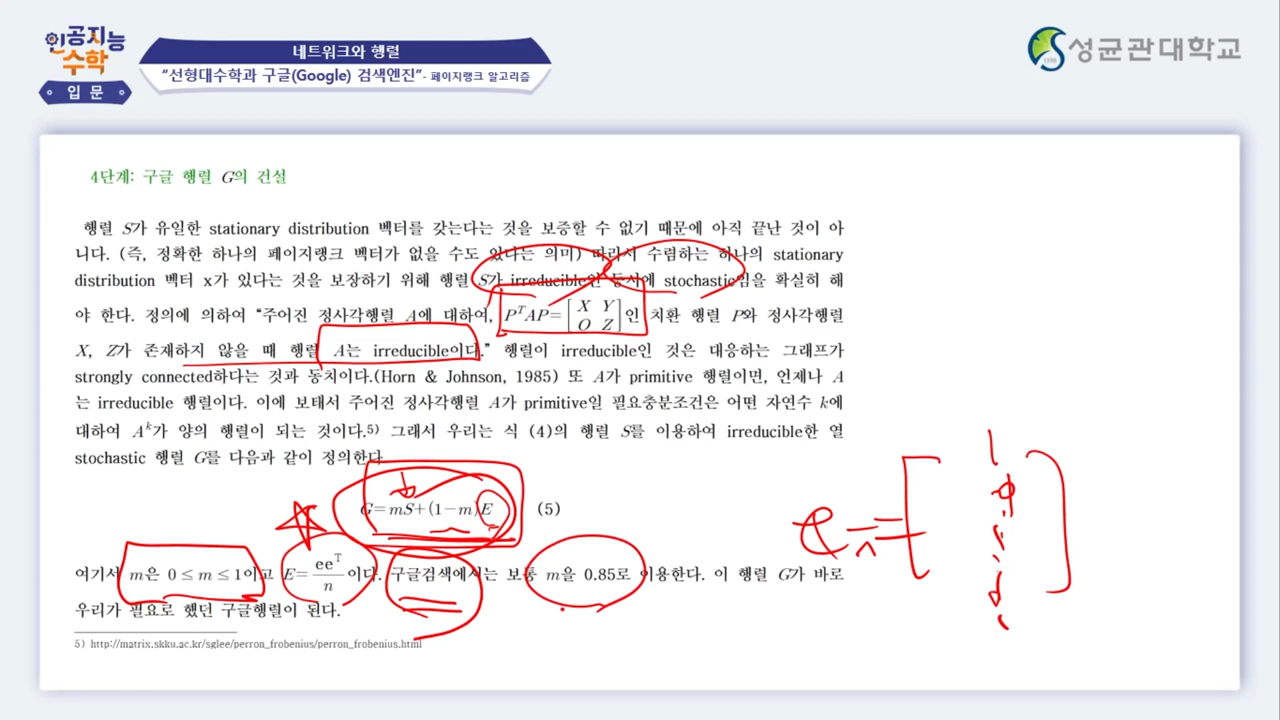 인공지능
수학
입문
네트워크와 행렬
“선형대수학과 구글(Google) 검색엔진”- 페이지랭크 알고리즘
성균관대학교
4단계: 구글 행렬 G의 건설
행렬 S가 유일한 stationary distribution 벡터를 갖는다는 것을 보증할 수 없기 때문에 아직 끝난 것이 아
니다. (즉, 정확한 하나의 페이지랭크 벡터가 없을 수도 있다는 의미) 따라서 수렴하는 하나의 stationary
distribution 벡터 x가 있다는 것을 보장하기 위해 행렬 S가 irreducible인 동시에 stochastic임을 확실히 해
야 한다. 정의에 의하여 “주어진 정사각행렬 A에 대하여, PᵀAP=[X Y
O Z]인 치환 행렬 P와 정사각행렬
X, Z가 존재하지 않을 때 행렬 A는 irreducible이다.” 행렬이 irreducible인 것은 대응하는 그래프가
strongly connected하다는 것과 동치이다.(Horn & Johnson, 1985) 또 A가 primitive 행렬이면, 언제나 A
는 irreducible 행렬이다. 이에 보태서 주어진 정사각행렬 A가 primitive일 필요충분조건은 어떤 자연수 k에
대하여 Aᵏ가 양의 행렬이 되는 것이다.5) 그래서 우리는 식 (4)의 행렬 S를 이용하여 irreducible한 열
stochastic 행렬 G를 다음과 같이 정의한다.
G=mS+(1-m)E (5)
여기서 m은 0≤m≤1이고 E=eeᵀ/n이다. 구글검색에서는 보통 m을 0.85로 이용한다. 이 행렬 G가 바로
우리가 필요로 했던 구글행렬이 된다.
5) http://matrix.skku.ac.kr/sglee/perron_frobenius/perron_frobenius.html